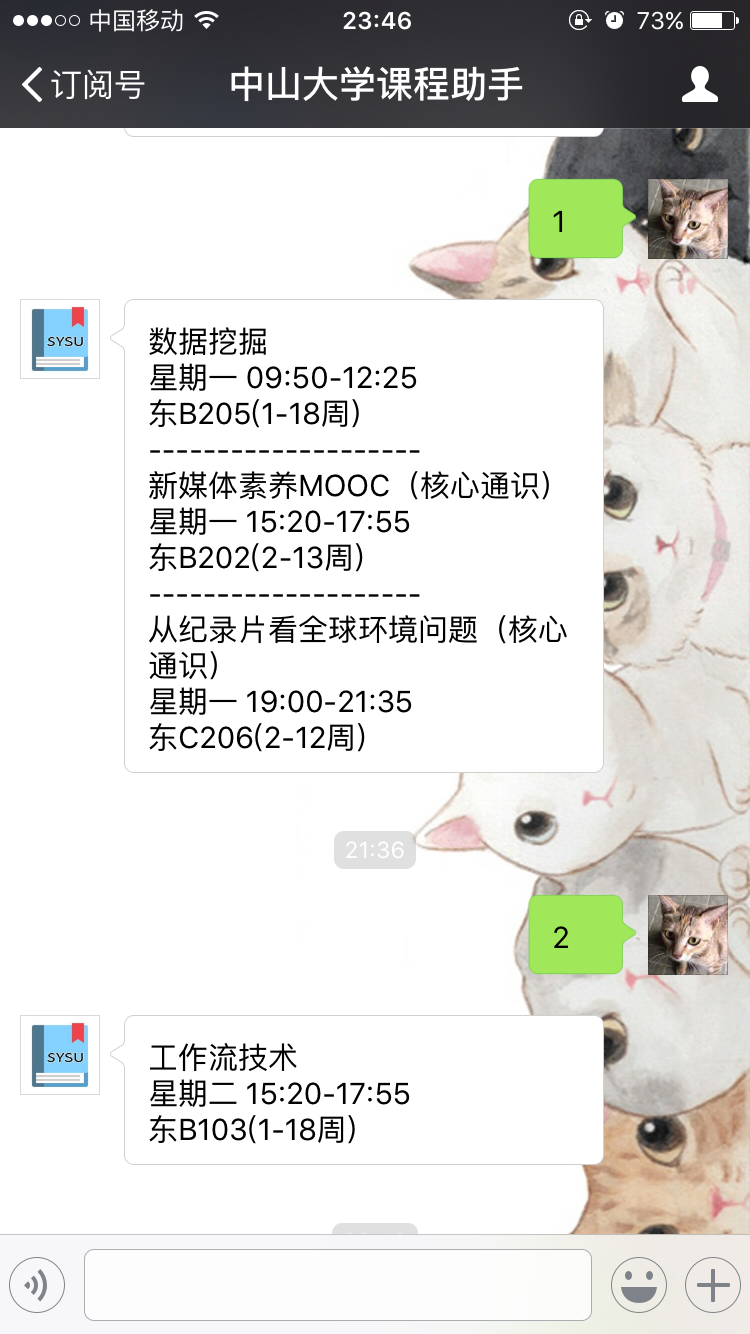 中国移动 23:46 73%
订阅号 中山大学课程助手
1
SYSU
数据挖掘
星期一 09:50-12:25
东B205(1-18周)
--------------------
新媒体素养MOOC（核心通识）
星期一 15:20-17:55
东B202(2-13周)
--------------------
从纪录片看全球环境问题（核心
通识）
星期一 19:00-21:35
东C206(2-12周)
21:36
2
SYSU
工作流技术
星期二 15:20-17:55
东B103(1-18周)